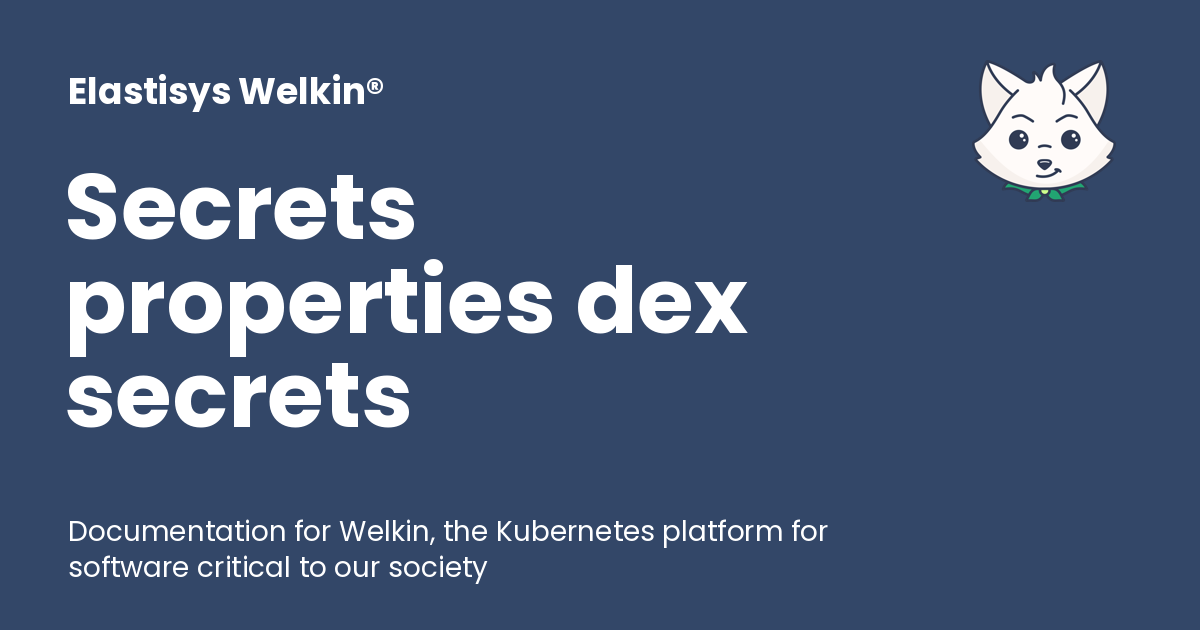 Elastisys Welkin®
Secrets
properties dex
secrets
Documentation for Welkin, the Kubernetes platform for
software critical to our society